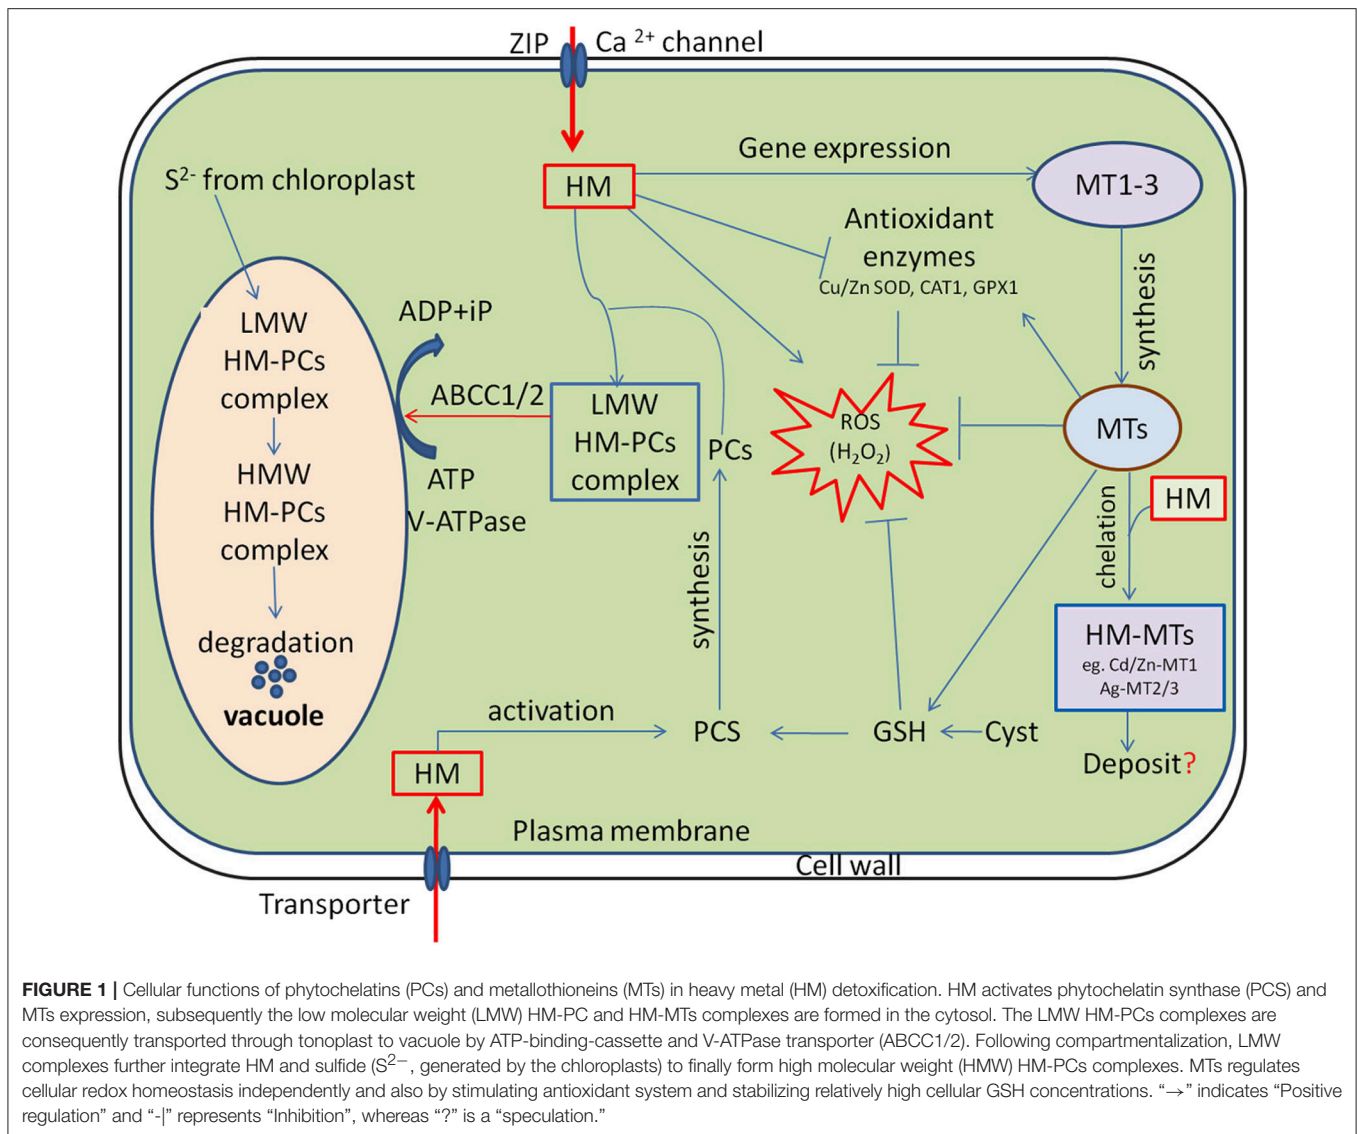 ZIP
Ca 2+ channel
Gene expression
S2- from chloroplast
HM
MT1-3
Antioxidant
enzymes
Cu/Zn SOD, CAT1, GPX1
synthesis
LMW
HM-PCs
complex
HMW
HM-PCs
complex
degradation
vacuole
ADP+iP
ABCC1/2
ATP
V-ATPase
LMW
HM-PCs
complex
PCs
ROS
(H2O2)
MTs
HM
chelation
synthesis
HM-MTs
eg. Cd/Zn-MT1
Ag-MT2/3
activation
PCS
GSH
Cyst
Deposit?
HM
Plasma membrane
Cell wall
Transporter
FIGURE 1 | Cellular functions of phytochelatins (PCs) and metallothioneins (MTs) in heavy metal (HM) detoxification. HM activates phytochelatin synthase (PCS) and
MTs expression, subsequently the low molecular weight (LMW) HM-PC and HM-MTs complexes are formed in the cytosol. The LMW HM-PCs complexes are
consequently transported through tonoplast to vacuole by ATP-binding-cassette and V-ATPase transporter (ABCC1/2). Following compartmentalization, LMW
complexes further integrate HM and sulfide (S2−, generated by the chloroplasts) to finally form high molecular weight (HMW) HM-PCs complexes. MTs regulates
cellular redox homeostasis independently and also by stimulating antioxidant system and stabilizing relatively high cellular GSH concentrations. “→” indicates “Positive
regulation” and “-|” represents “Inhibition”, whereas “?” is a “speculation.”